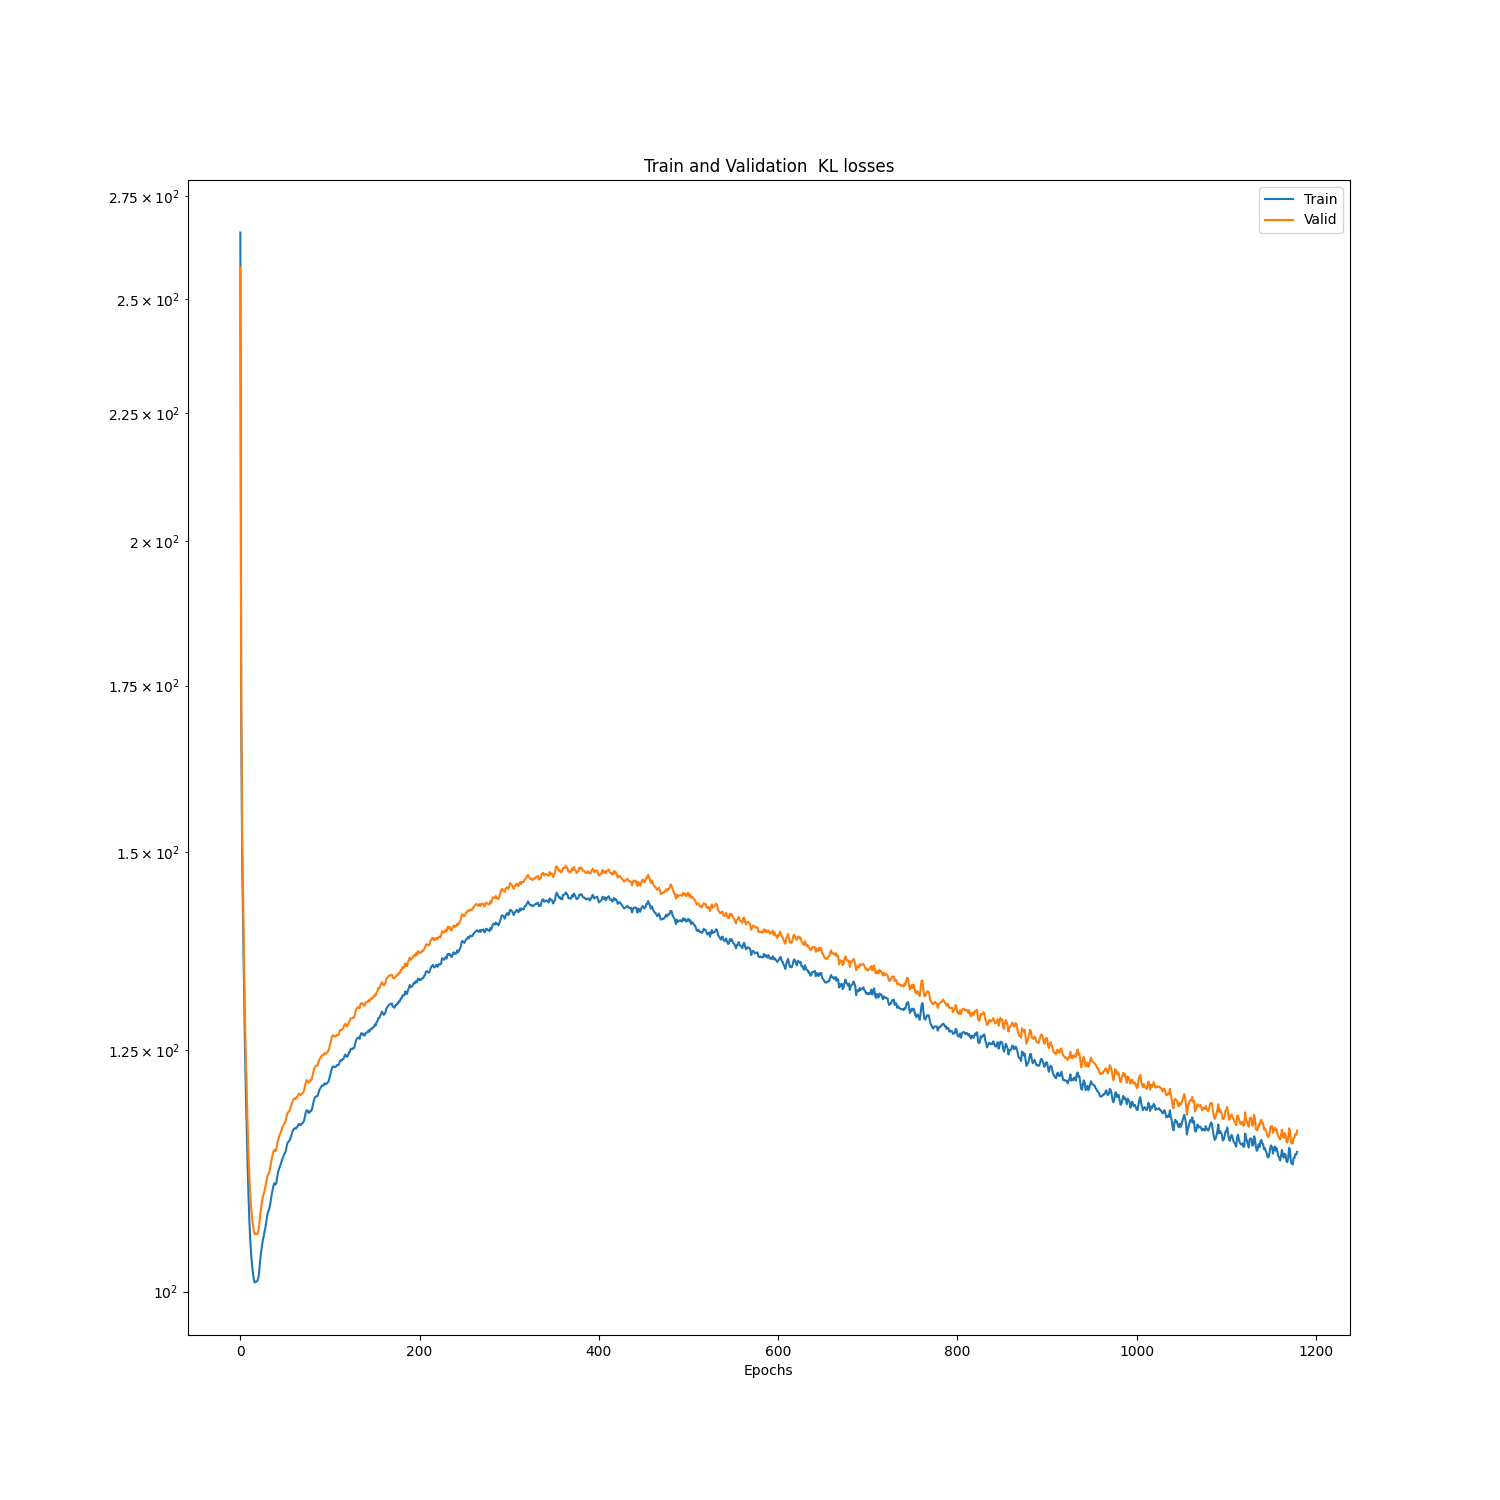 Train and Validation  KL losses
2.75 × 10²
2.5 × 10²
2.25 × 10²
2 × 10²
1.75 × 10²
1.5 × 10²
1.25 × 10²
10²
Train
Valid
0 200 400 600 800 1000 1200
Epochs